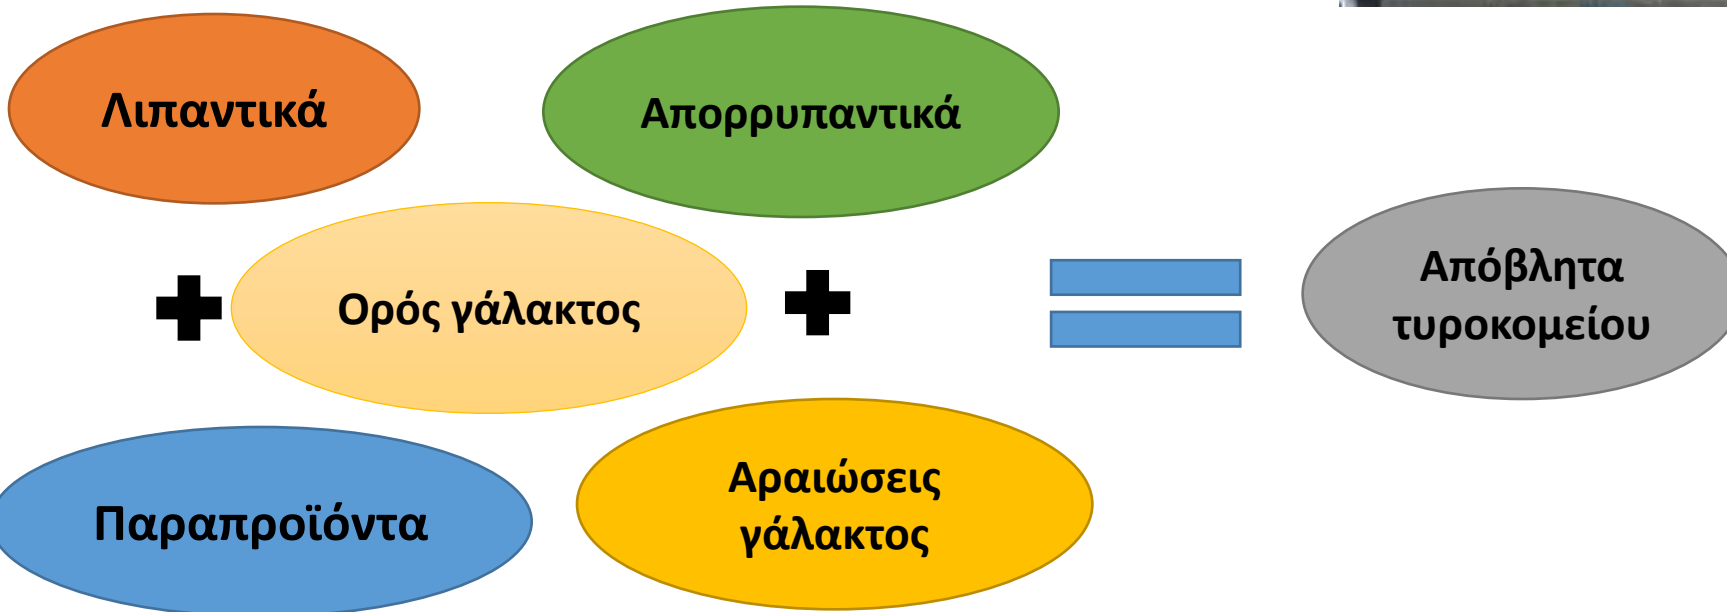 Λιπαντικά
Απορρυπαντικά
Ορός γάλακτος
Απόβλητα
τυροκομείου
Παραπροϊόντα
Αραιώσεις
γάλακτος